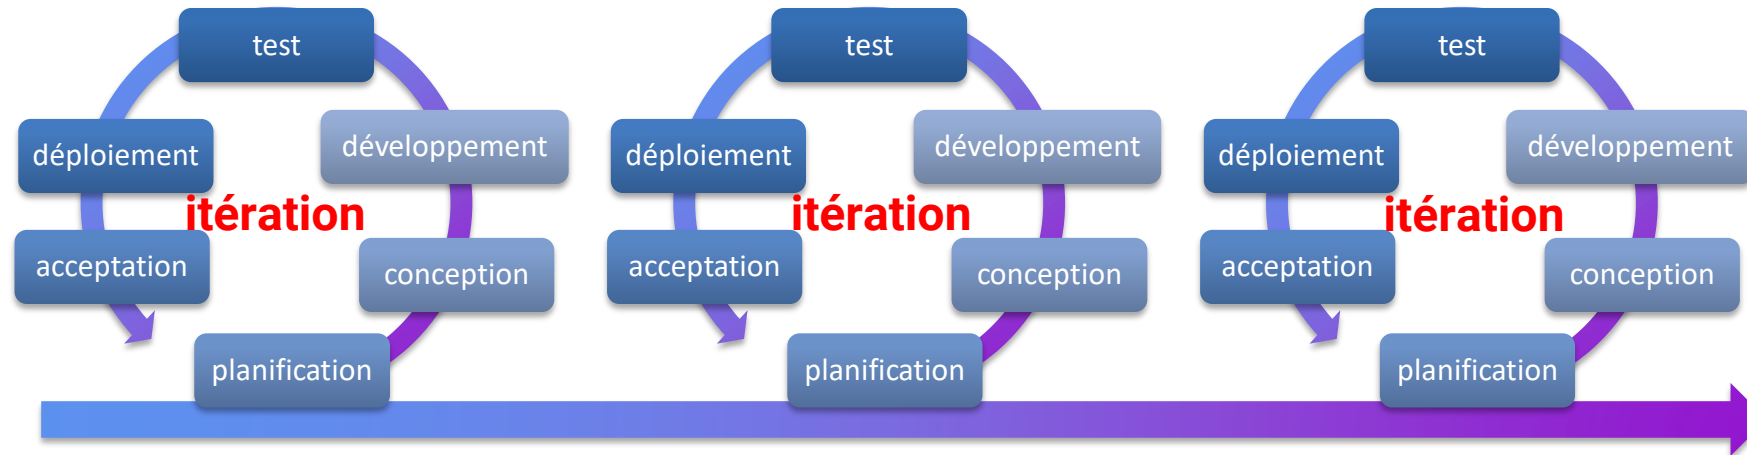 test
développement
déploiement
itération
acceptation
conception
planification
test
développement
déploiement
itération
acceptation
conception
planification
test
développement
déploiement
itération
acceptation
conception
planification